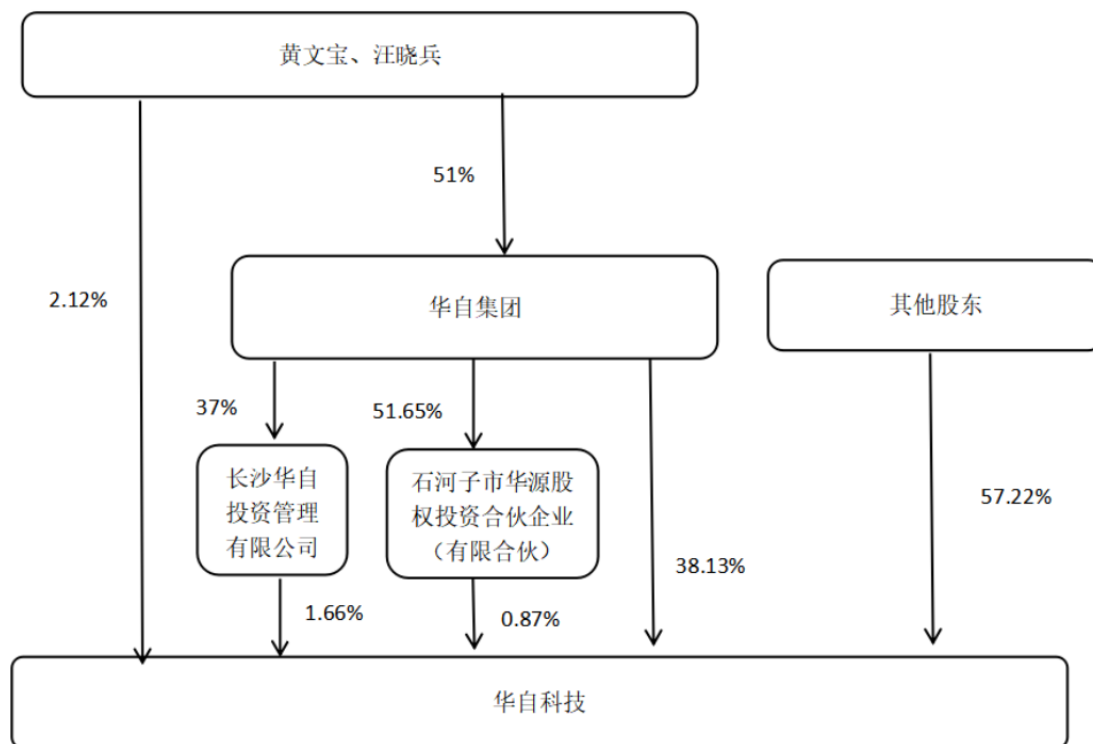 黄文宝、汪晓兵
51%
2.12%
华自集团
其他股东
37%
51.65%
长沙华自
投资管理
有限公司
石河子市华源股
权投资合伙企业
（有限合伙）
57.22%
38.13%
1.66%
0.87%
华自科技